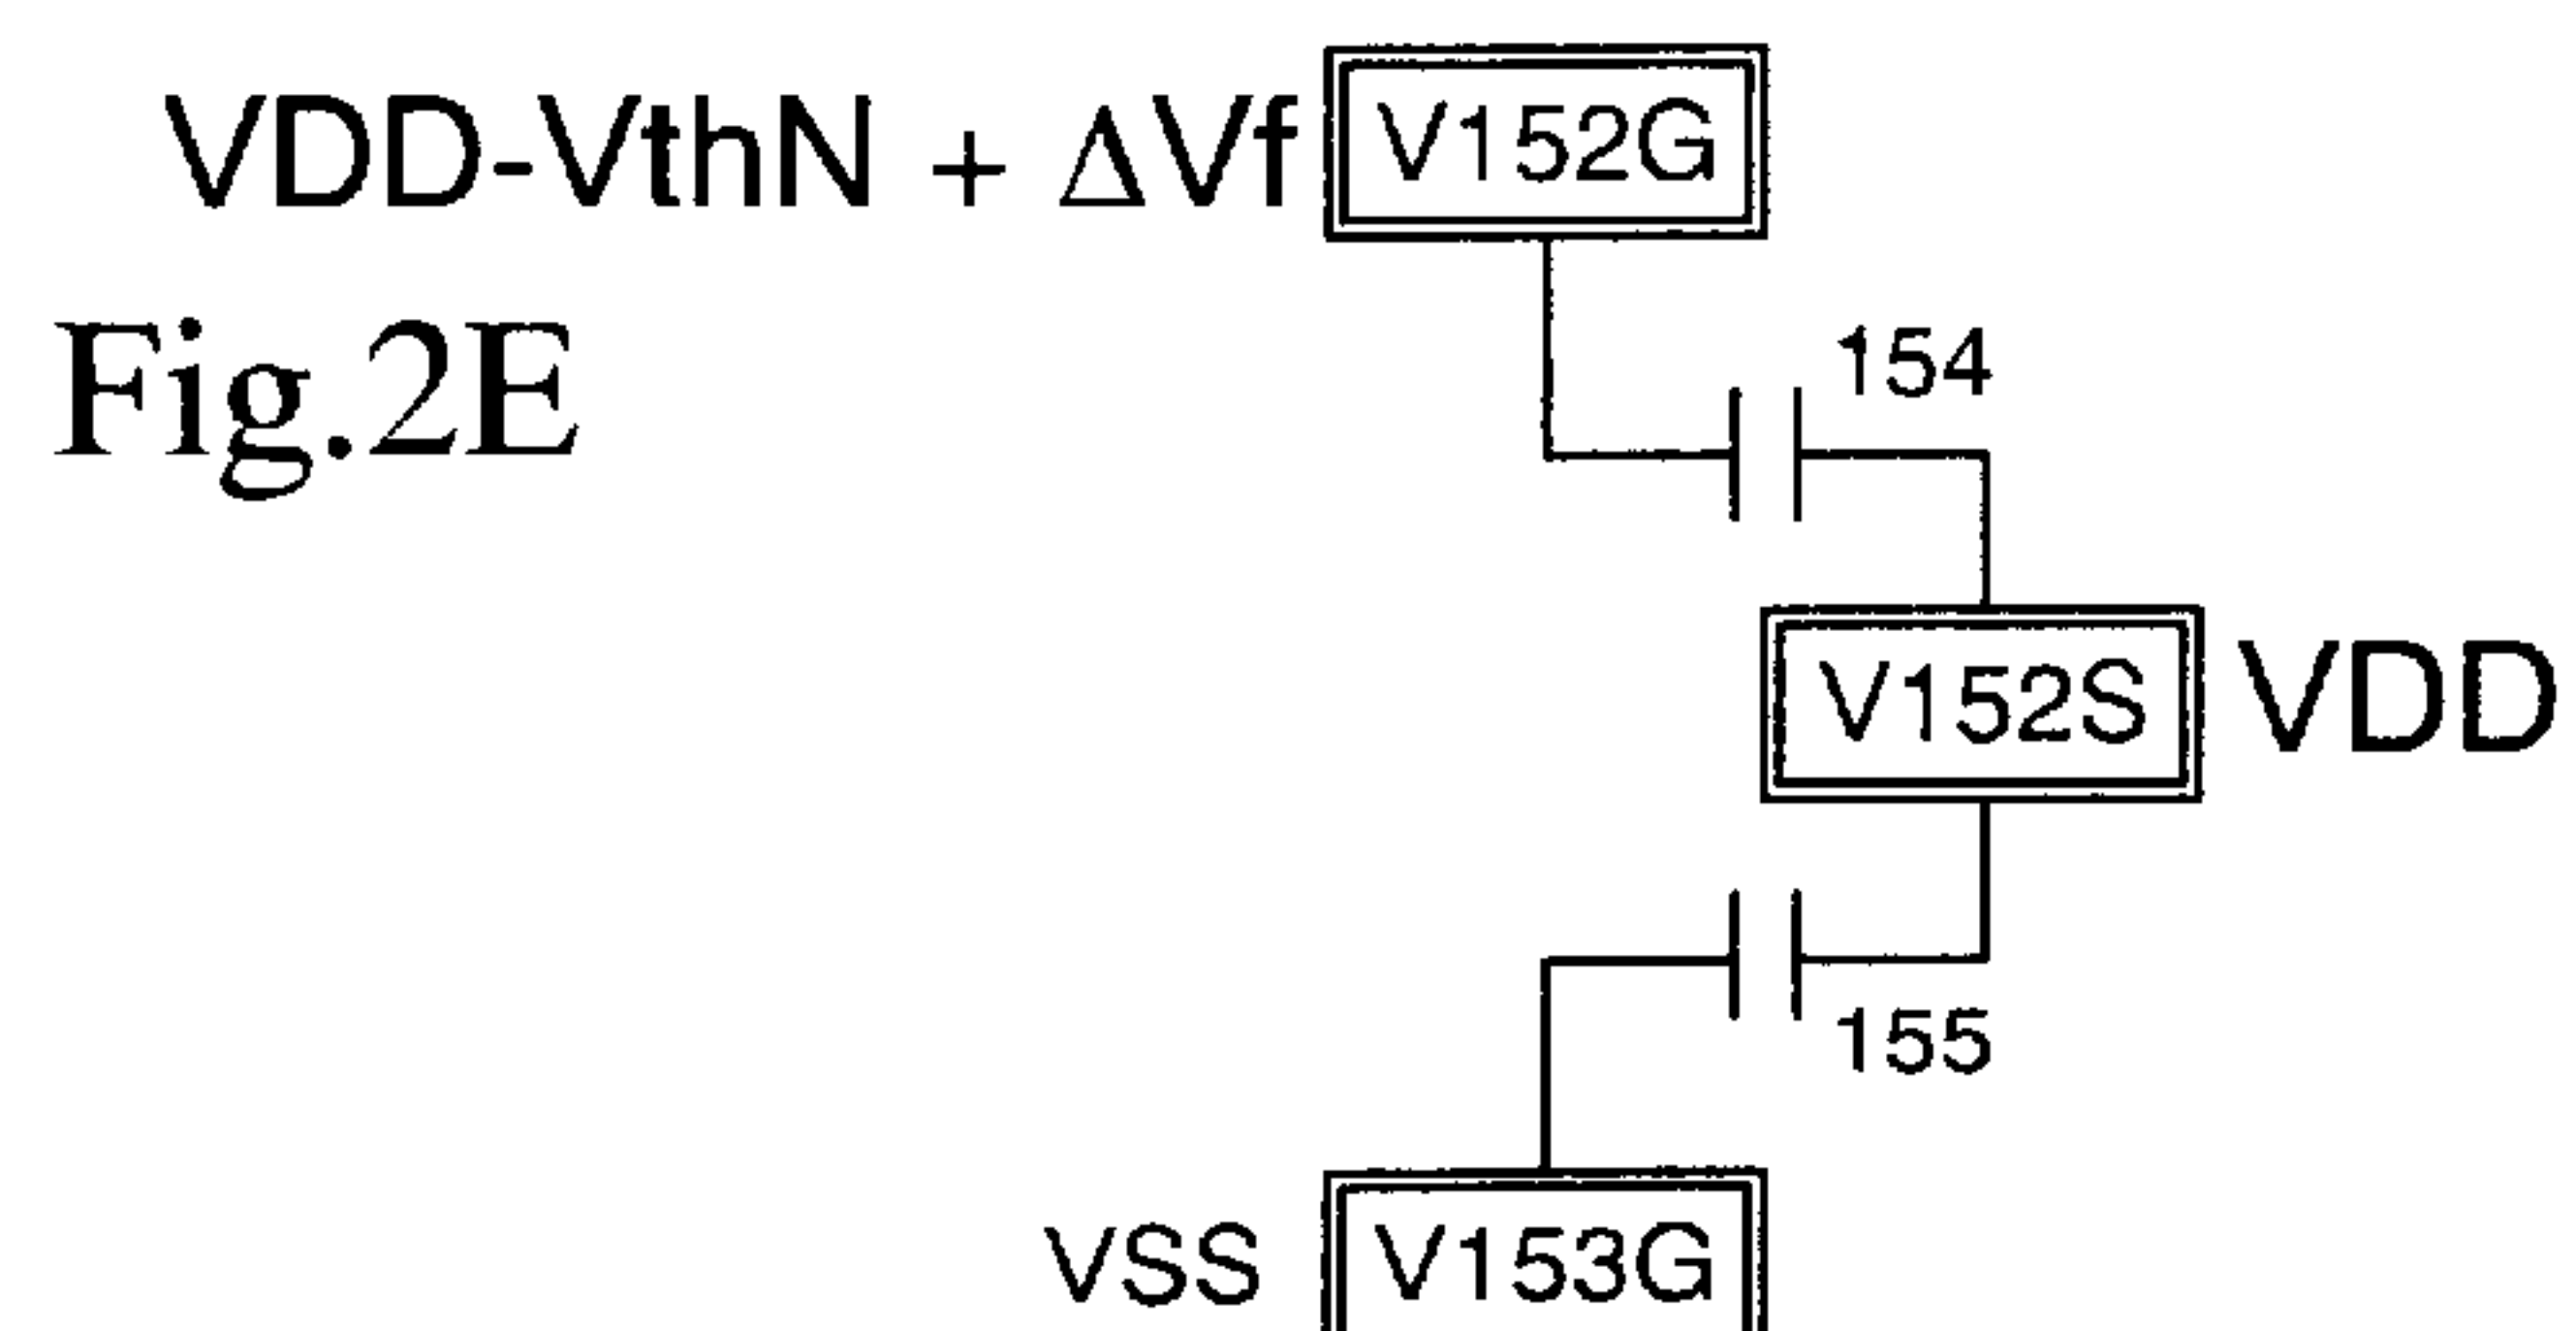 VDD-VthN + ΔVf V152G
Fig.2E
154
V152S VDD
155
VSS V153G